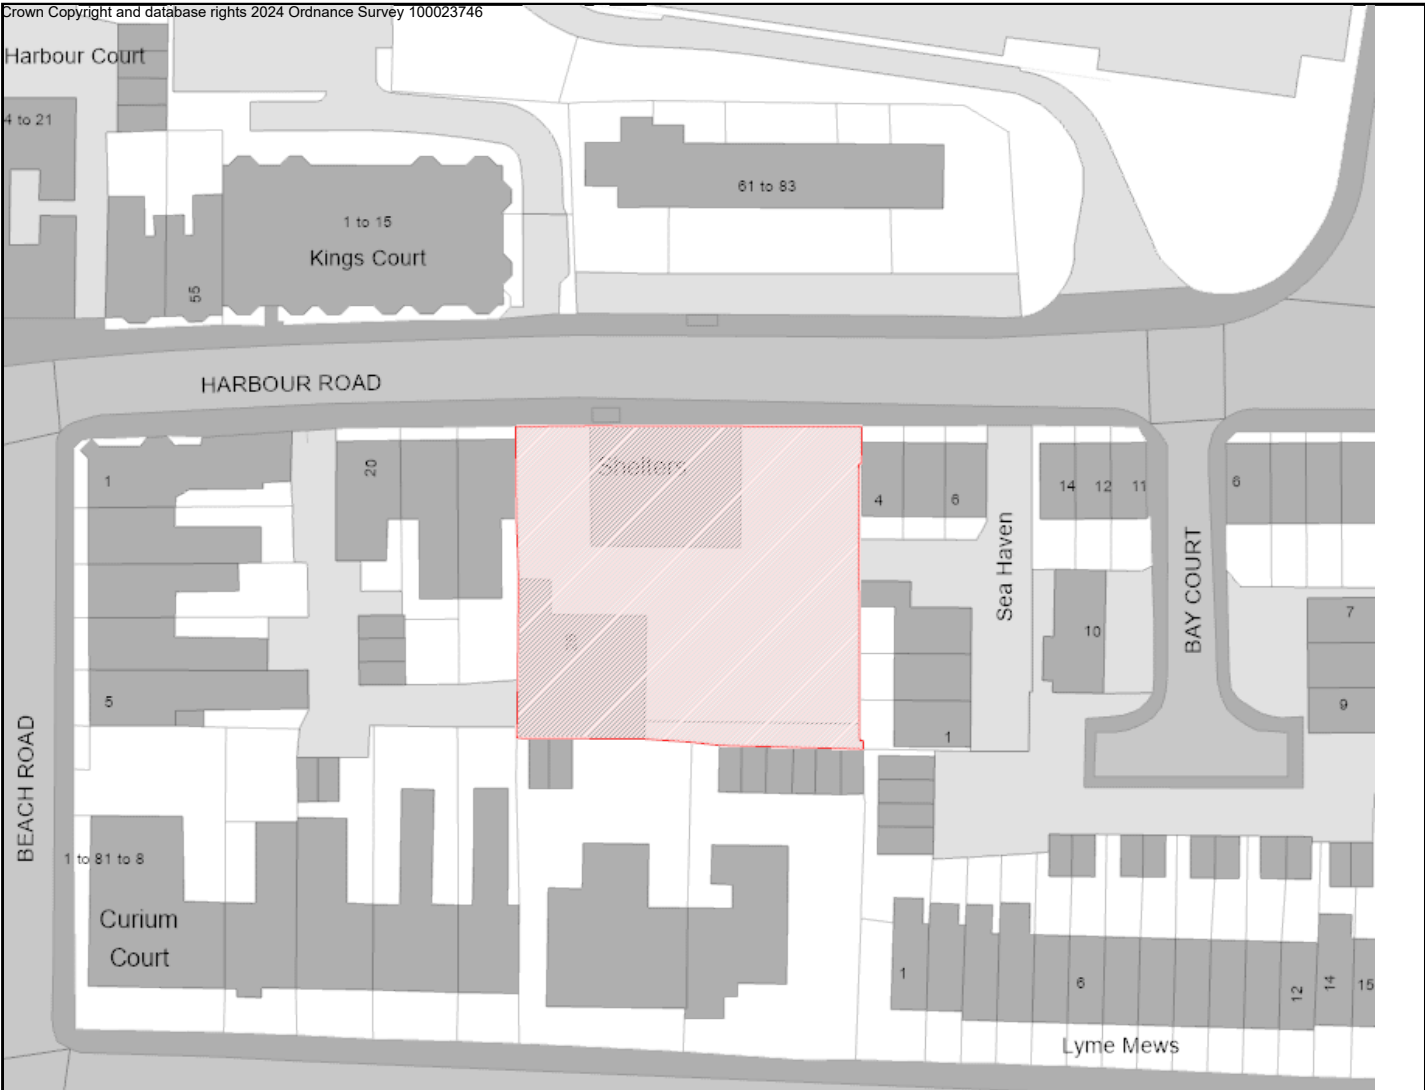 Crown Copyright and database rights 2024 Ordnance Survey 100023746
Harbour Court
4 to 21
61 to 83
1 to 15
Kings Court
55
HARBOUR ROAD
Shelters
20
1
4
6
14
12
11
6
Sea Haven
BAY COURT
7
10
9
5
1
BEACH ROAD
1 to 81 to 8
Curium
Court
1
6
12
14
15
Lyme Mews